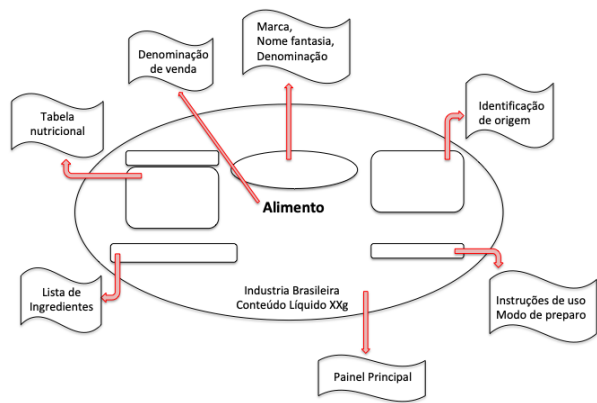 Marca,
Nome fantasia,
Denominação
Denominação
de venda
Identificação
de origem
Tabela
nutricional
Alimento
Lista de
Ingredientes
Industria Brasileira
Conteúdo Líquido XXg
Instruções de uso
Modo de preparo
Painel Principal